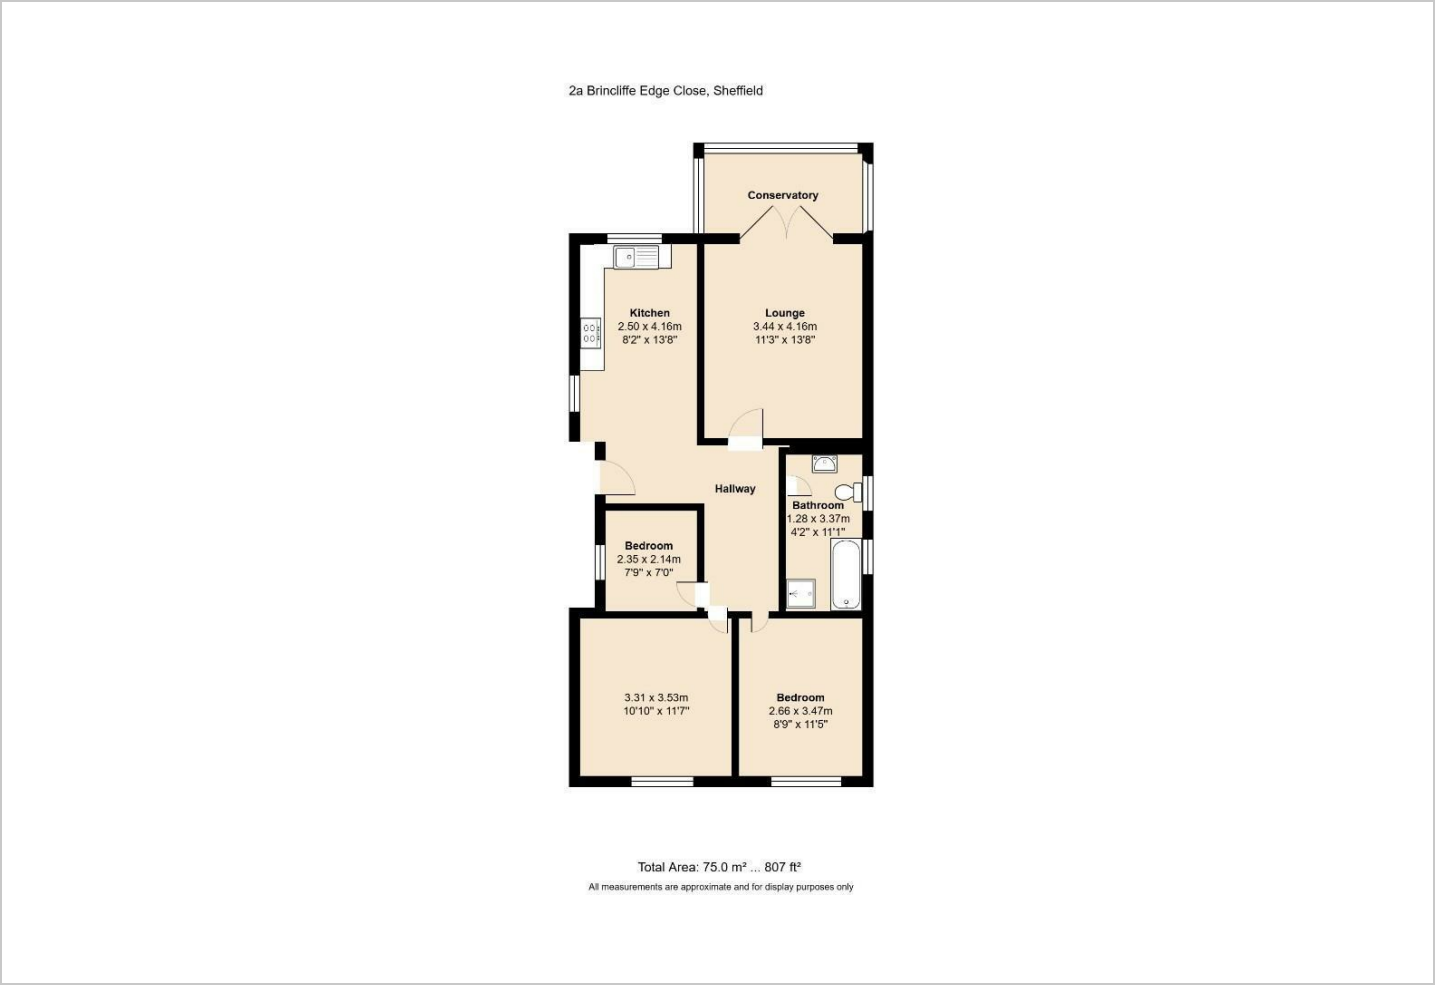 2a Brincliffe Edge Close, Sheffield
Conservatory
Kitchen
2.50 x 4.16m
8'2" x 13'8"
Lounge
3.44 x 4.16m
11'3" x 13'8"
Hallway
Bathroom
1.28 x 3.37m
4'2" x 11'1"
Bedroom
2.35 x 2.14m
7'9" x 7'0"
3.31 x 3.53m
10'10" x 11'7"
Bedroom
2.66 x 3.47m
8'9" x 11'5"
Total Area: 75.0 m² ... 807 ft²
All measurements are approximate and for display purposes only